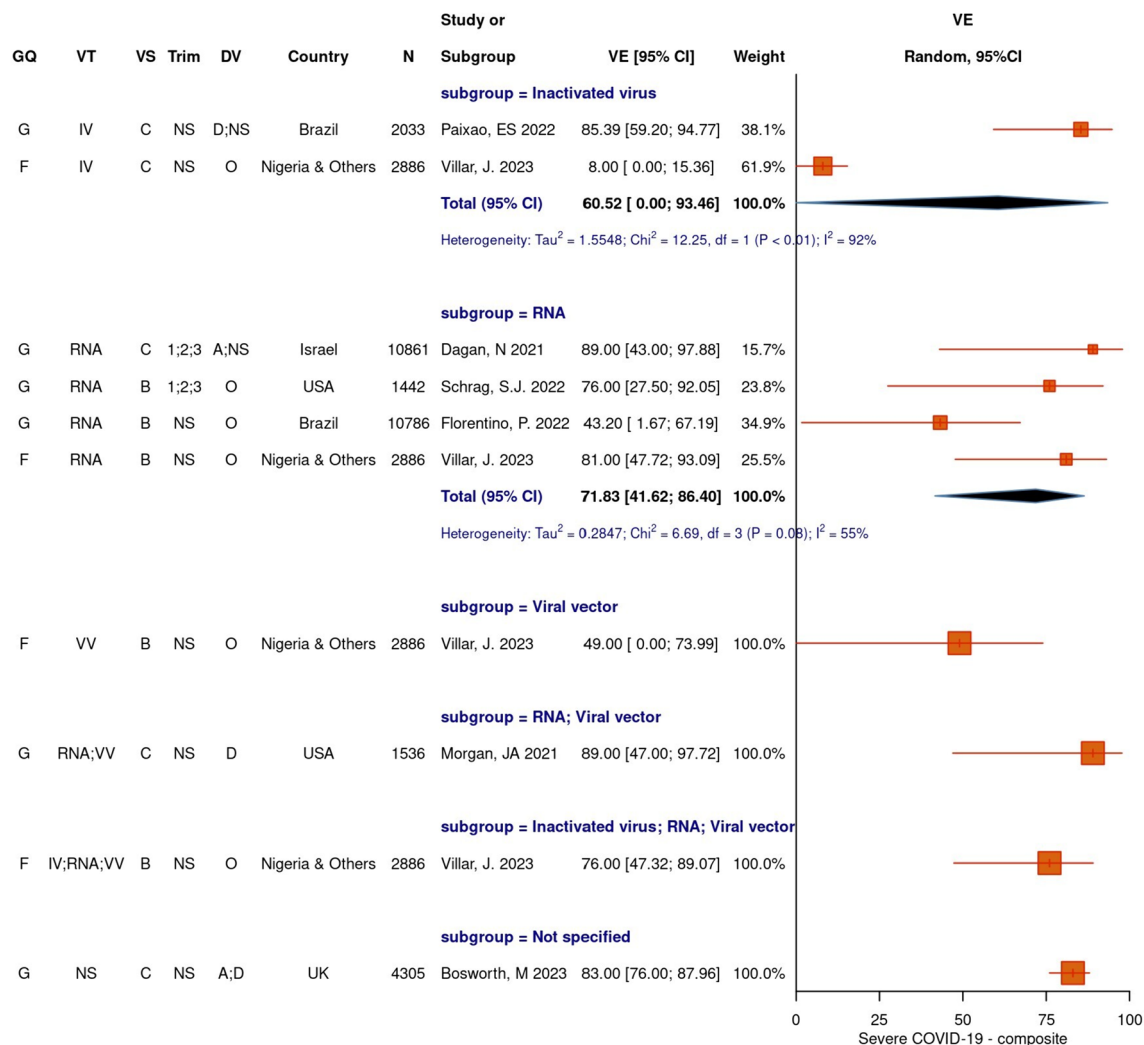 Study or VE
GQ VT VS Trim DV Country N Subgroup VE [95% CI] Weight Random, 95%CI
subgroup = Inactivated virus
G IV C NS D;NS Brazil 2033 Paixao, ES 2022 85.39 [59.20; 94.77] 38.1%
F IV C NS O Nigeria & Others 2886 Villar, J. 2023 8.00 [ 0.00; 15.36] 61.9%
Total (95% CI) 60.52 [ 0.00; 93.46] 100.0%
Heterogeneity: Tau² = 1.5548; Chi² = 12.25, df = 1 (P < 0.01); I² = 92%
subgroup = RNA
G RNA C 1;2;3 A;NS Israel 10861 Dagan, N 2021 89.00 [43.00; 97.88] 15.7%
G RNA B 1;2;3 O USA 1442 Schrag, S.J. 2022 76.00 [27.50; 92.05] 23.8%
G RNA B NS O Brazil 10786 Florentino, P. 2022 43.20 [ 1.67; 67.19] 34.9%
F RNA B NS O Nigeria & Others 2886 Villar, J. 2023 81.00 [47.72; 93.09] 25.5%
Total (95% CI) 71.83 [41.62; 86.40] 100.0%
Heterogeneity: Tau² = 0.2847; Chi² = 6.69, df = 3 (P = 0.08); I² = 55%
subgroup = Viral vector
F VV B NS O Nigeria & Others 2886 Villar, J. 2023 49.00 [ 0.00; 73.99] 100.0%
subgroup = RNA; Viral vector
G RNA;VV C NS D USA 1536 Morgan, JA 2021 89.00 [47.00; 97.72] 100.0%
subgroup = Inactivated virus; RNA; Viral vector
F IV;RNA;VV B NS O Nigeria & Others 2886 Villar, J. 2023 76.00 [47.32; 89.07] 100.0%
subgroup = Not specified
G NS C NS A;D UK 4305 Bosworth, M 2023 83.00 [76.00; 87.96] 100.0%
0 25 50 75 100
Severe COVID-19 - composite